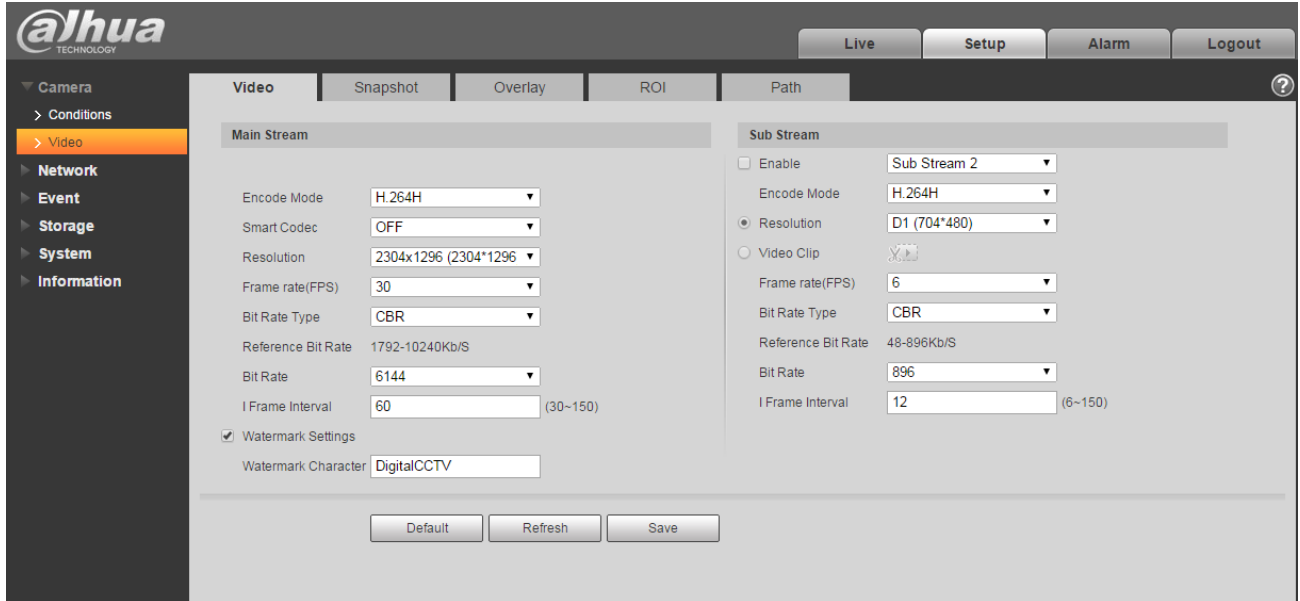 alhua
TECHNOLOGY
Live Setup Alarm Logout
Camera
Conditions
Video
Network
Event
Storage
System
Information
Video Snapshot Overlay ROI Path ?
Main Stream
Encode Mode H.264H
Smart Codec OFF
Resolution 2304x1296 (2304*1296
Frame rate(FPS) 30
Bit Rate Type CBR
Reference Bit Rate 1792-10240Kb/S
Bit Rate 6144
I Frame Interval 60 (30~150)
Watermark Settings
Watermark Character DigitalCCTV
Sub Stream
Enable Sub Stream 2
Encode Mode H.264H
Resolution D1 (704*480)
Video Clip
Frame rate(FPS) 6
Bit Rate Type CBR
Reference Bit Rate 48-896Kb/S
Bit Rate 896
I Frame Interval 12 (6~150)
Default Refresh Save